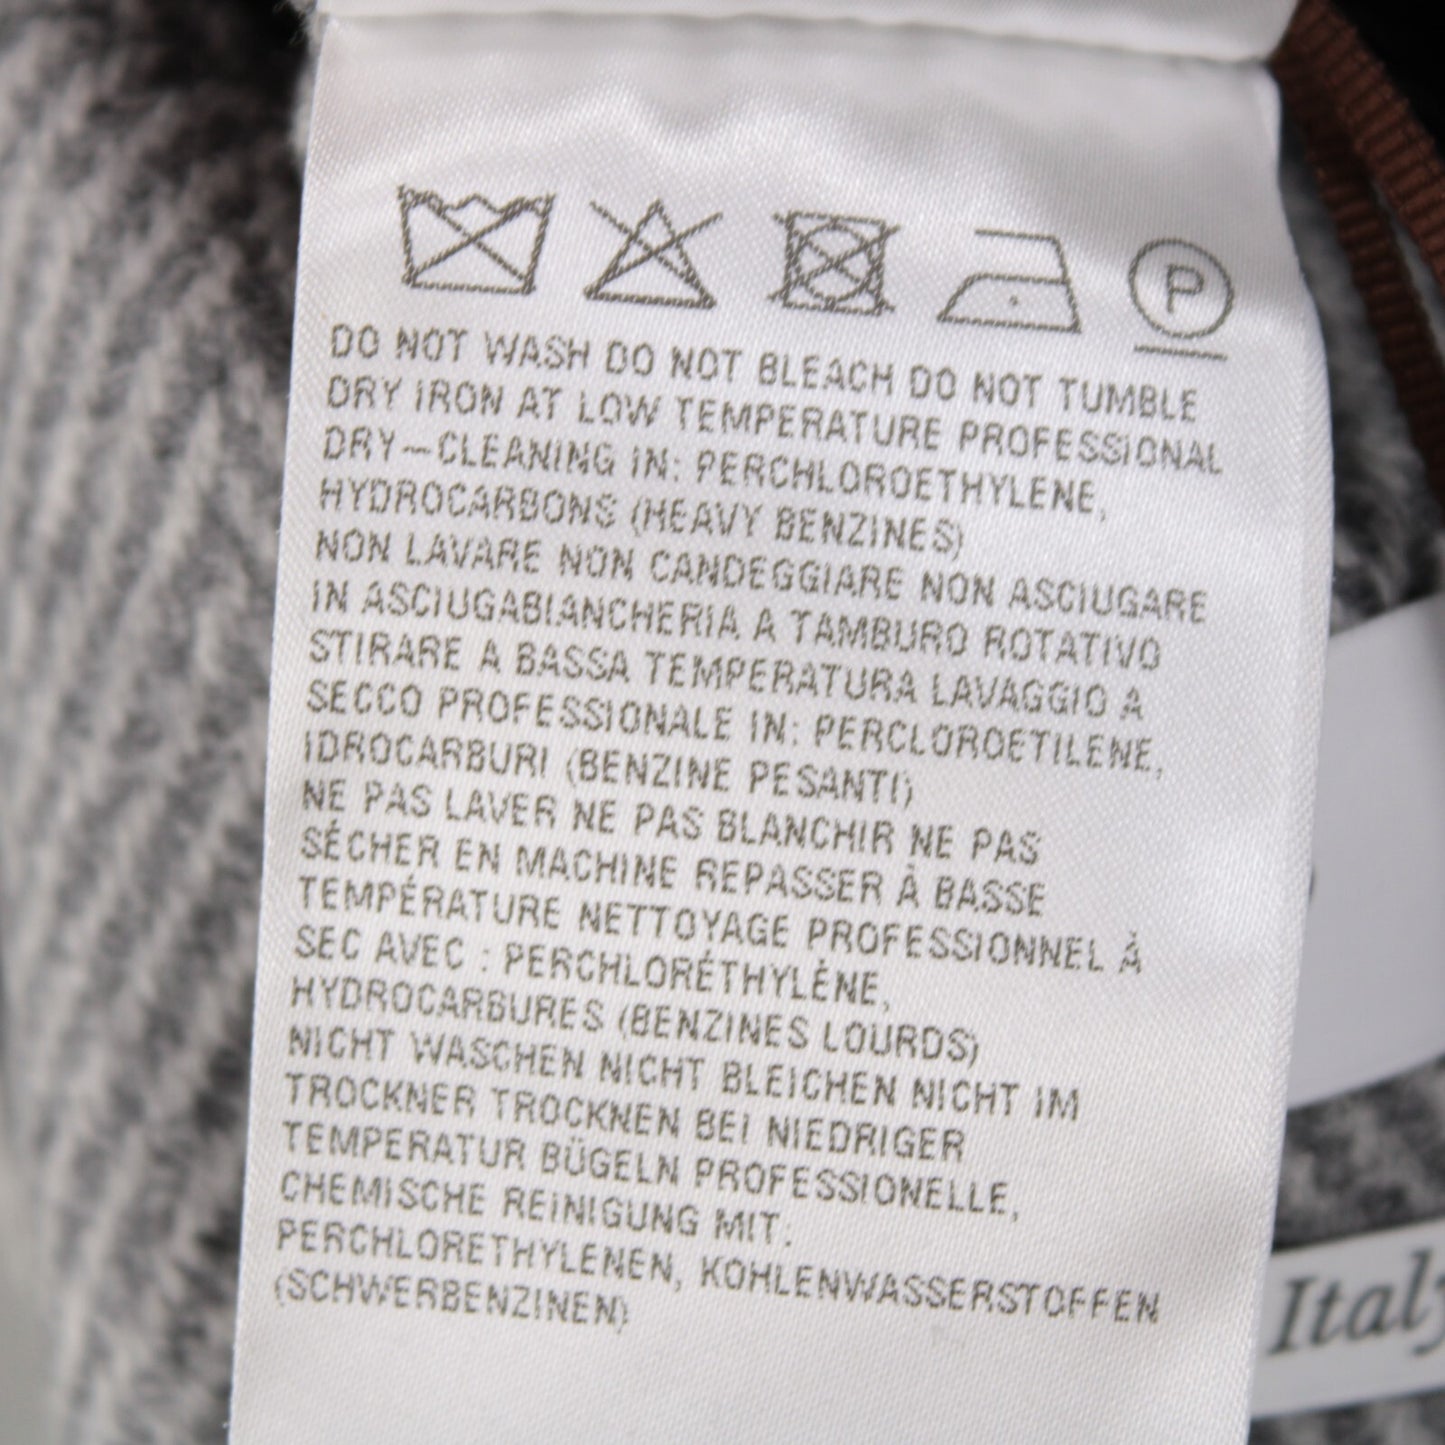 P
DO NOT WASH DO NOT BLEACH DO NOT TUMBLE
DRY IRON AT LOW TEMPERATURE PROFESSIONAL
DRY-CLEANING IN: PERCHLOROETHYLENE,
HYDROCARBONS (HEAVY BENZINES)
NON LAVARE NON CANDEGGIARE NON ASCIUGARE
IN ASCIUGABIANCHERIA A TAMBURO ROTATIVO
STIRARE A BASSA TEMPERATURA LAVAGGIO A
SECCO PROFESSIONALE IN: PERCLOROETILENE,
IDROCARBURI (BENZINE PESANTI)
NE PAS LAVER NE PAS BLANCHIR NE PAS
SÉCHER EN MACHINE REPASSER À BASSE
TEMPÉRATURE NETTOYAGE PROFESSIONNEL À
SEC AVEC : PERCHLORÉTHYLÉNE,
HYDROCARBURES (BENZINES LOURDS)
NICHT WASCHEN NICHT BLEICHEN NICHT IM
TROCKNER TROCKNEN BEI NIEDRIGER
TEMPERATUR BÜGELN PROFESSIONELLE,
CHEMISCHE REINIGUNG MIT:
PERCHLORETHYLENEN, KOHLENWASSERSTOFFEN
(SCHWERBENZINEN)
Italy